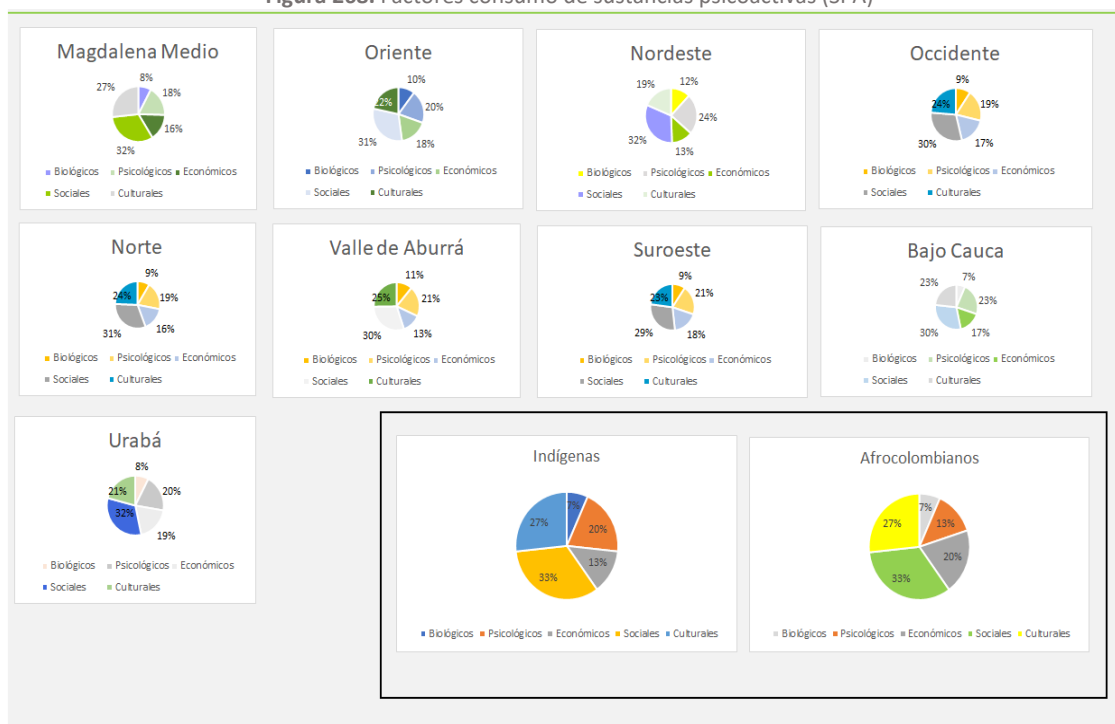 Figura 268. Factores consumo de sustancias psicoactivas (SPA)
Magdalena Medio
8%
27%
18%
16%
32%
Biológicos Psicológicos Económicos
Sociales Culturales
Oriente
10%
22%
20%
31%
18%
Biológicos Psicológicos Económicos
Sociales Culturales
Nordeste
19%
12%
24%
32%
13%
Biológicos Psicológicos Económicos
Sociales Culturales
Occidente
9%
24%
19%
30%
17%
Biológicos Psicológicos Económicos
Sociales Culturales
Norte
9%
24%
19%
31%
16%
Biológicos Psicológicos Económicos
Sociales Culturales
Valle de Aburrá
11%
25%
21%
30%
13%
Biológicos Psicológicos Económicos
Sociales Culturales
Suroeste
9%
23%
21%
29%
18%
Biológicos Psicológicos Económicos
Sociales Culturales
Bajo Cauca
23%
7%
23%
30%
17%
Biológicos Psicológicos Económicos
Sociales Culturales
Urabá
8%
21%
20%
32%
19%
Biológicos Psicológicos Económicos
Sociales Culturales
Indígenas
7%
27%
20%
13%
33%
Biológicos Psicológicos Económicos Sociales Culturales
Afrocolombianos
7%
27%
13%
20%
33%
Biológicos Psicológicos Económicos Sociales Culturales